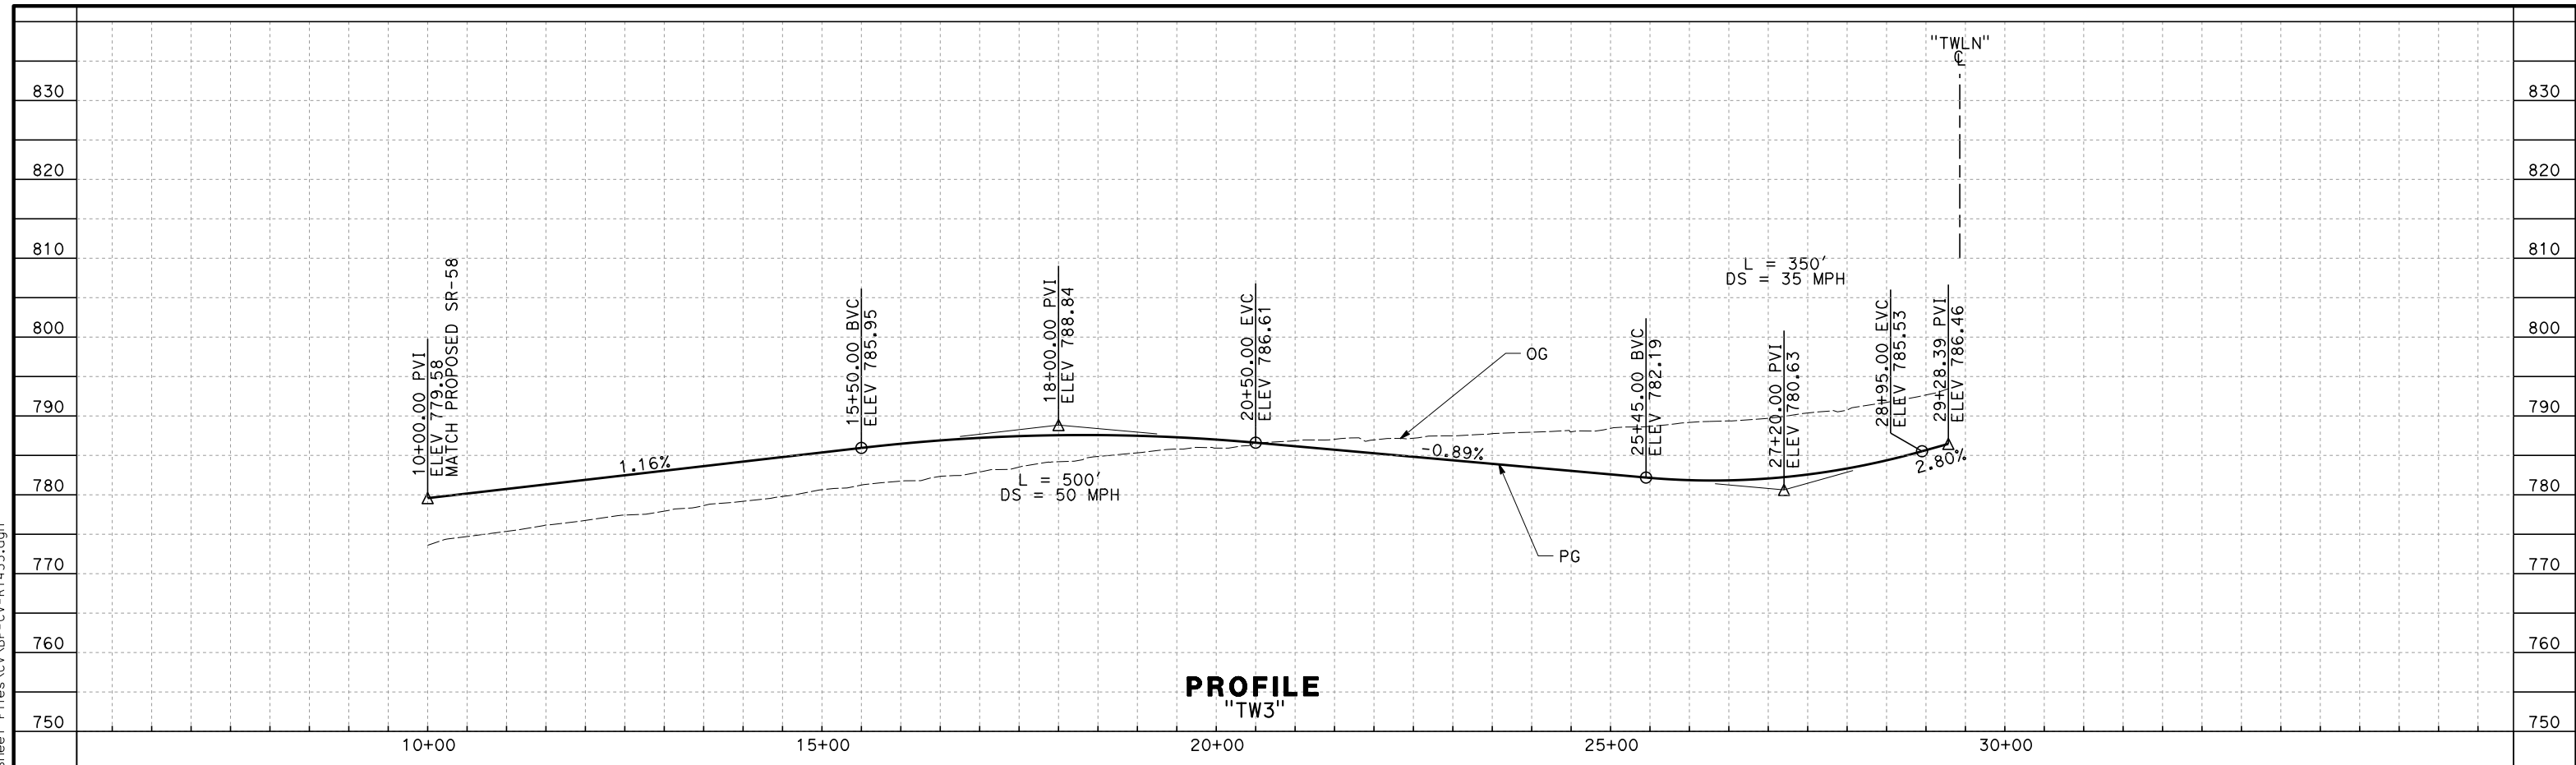 "TWLN"
℄
830
830
820
820
810
810
800
800
790
790
780
780
770
770
760
760
750
750
10+00.00 PVI
ELEV 779.58
MATCH PROPOSED SR-58
1.16%
15+50.00 BVC
ELEV 785.95
18+00.00 PVI
ELEV 788.84
L = 500'
DS = 50 MPH
20+50.00 EVC
ELEV 786.61
-0.89%
OG
PG
25+45.00 BVC
ELEV 782.19
L = 350'
DS = 35 MPH
27+20.00 PVI
ELEV 780.63
28+95.00 EVC
ELEV 785.53
29+28.39 PVI
ELEV 786.46
2.80%
PROFILE
"TW3"
10+00
15+00
20+00
25+00
30+00